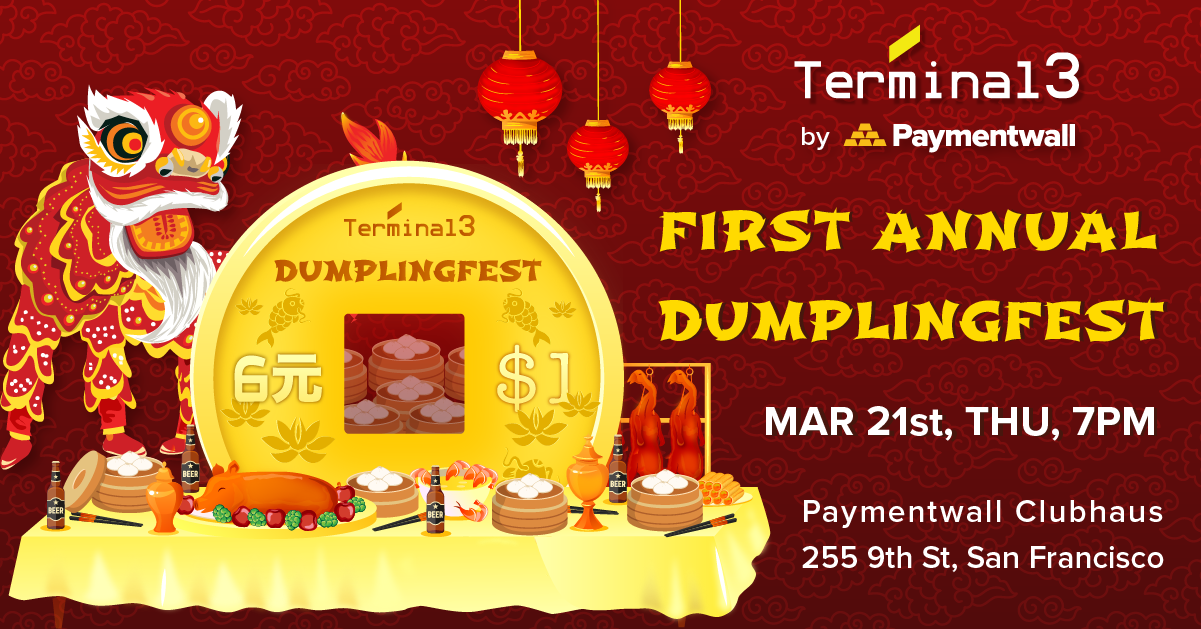 Terminal3
by Paymentwall
FIRST ANNUAL
DUMPLINGFEST
MAR 21st, THU, 7PM
Paymentwall Clubhaus
255 9th St, San Francisco
Terminal3
DUMPLINGFEST
6元
$1
BEER
BEER
BEER
BEER